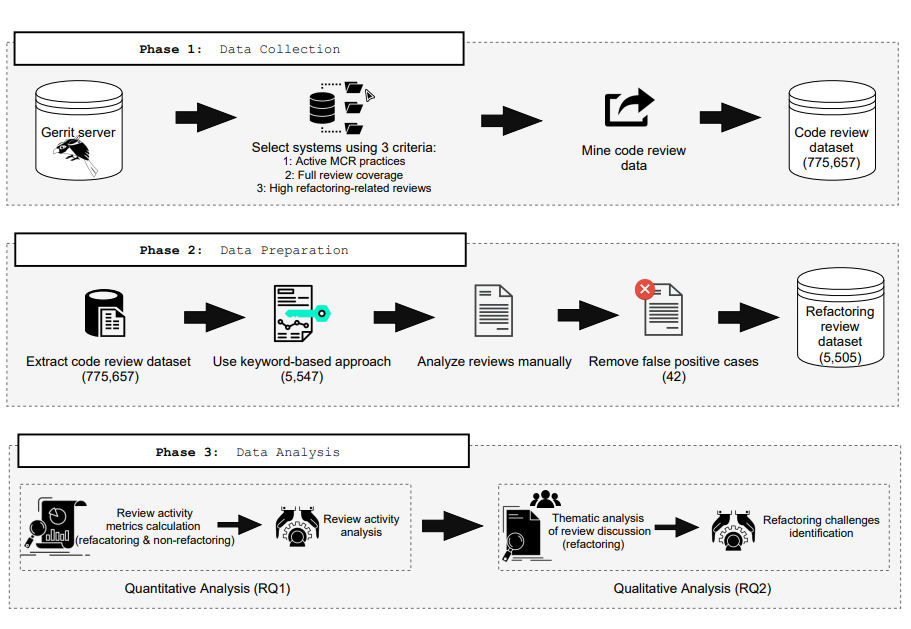 Phase 1: Data Collection
Gerrit server
Select systems using 3 criteria:
1: Active MCR practices
2: Full review coverage
3: High refactoring-related reviews
Mine code review
data
Code review
dataset
(775,657)
Phase 2: Data Preparation
Extract code review dataset
(775,657)
Use keyword-based approach
(5,547)
Analyze reviews manually
Remove false positive cases
(42)
Refactoring
review
dataset
(5,505)
Phase 3: Data Analysis
Review activity
metrics calculation
(refacatoring & non-refactoring)
Review activity
analysis
Quantitative Analysis (RQ1)
Thematic analysis
of review discussion
(refactoring)
Refactoring challenges
identification
Qualitative Analysis (RQ2)